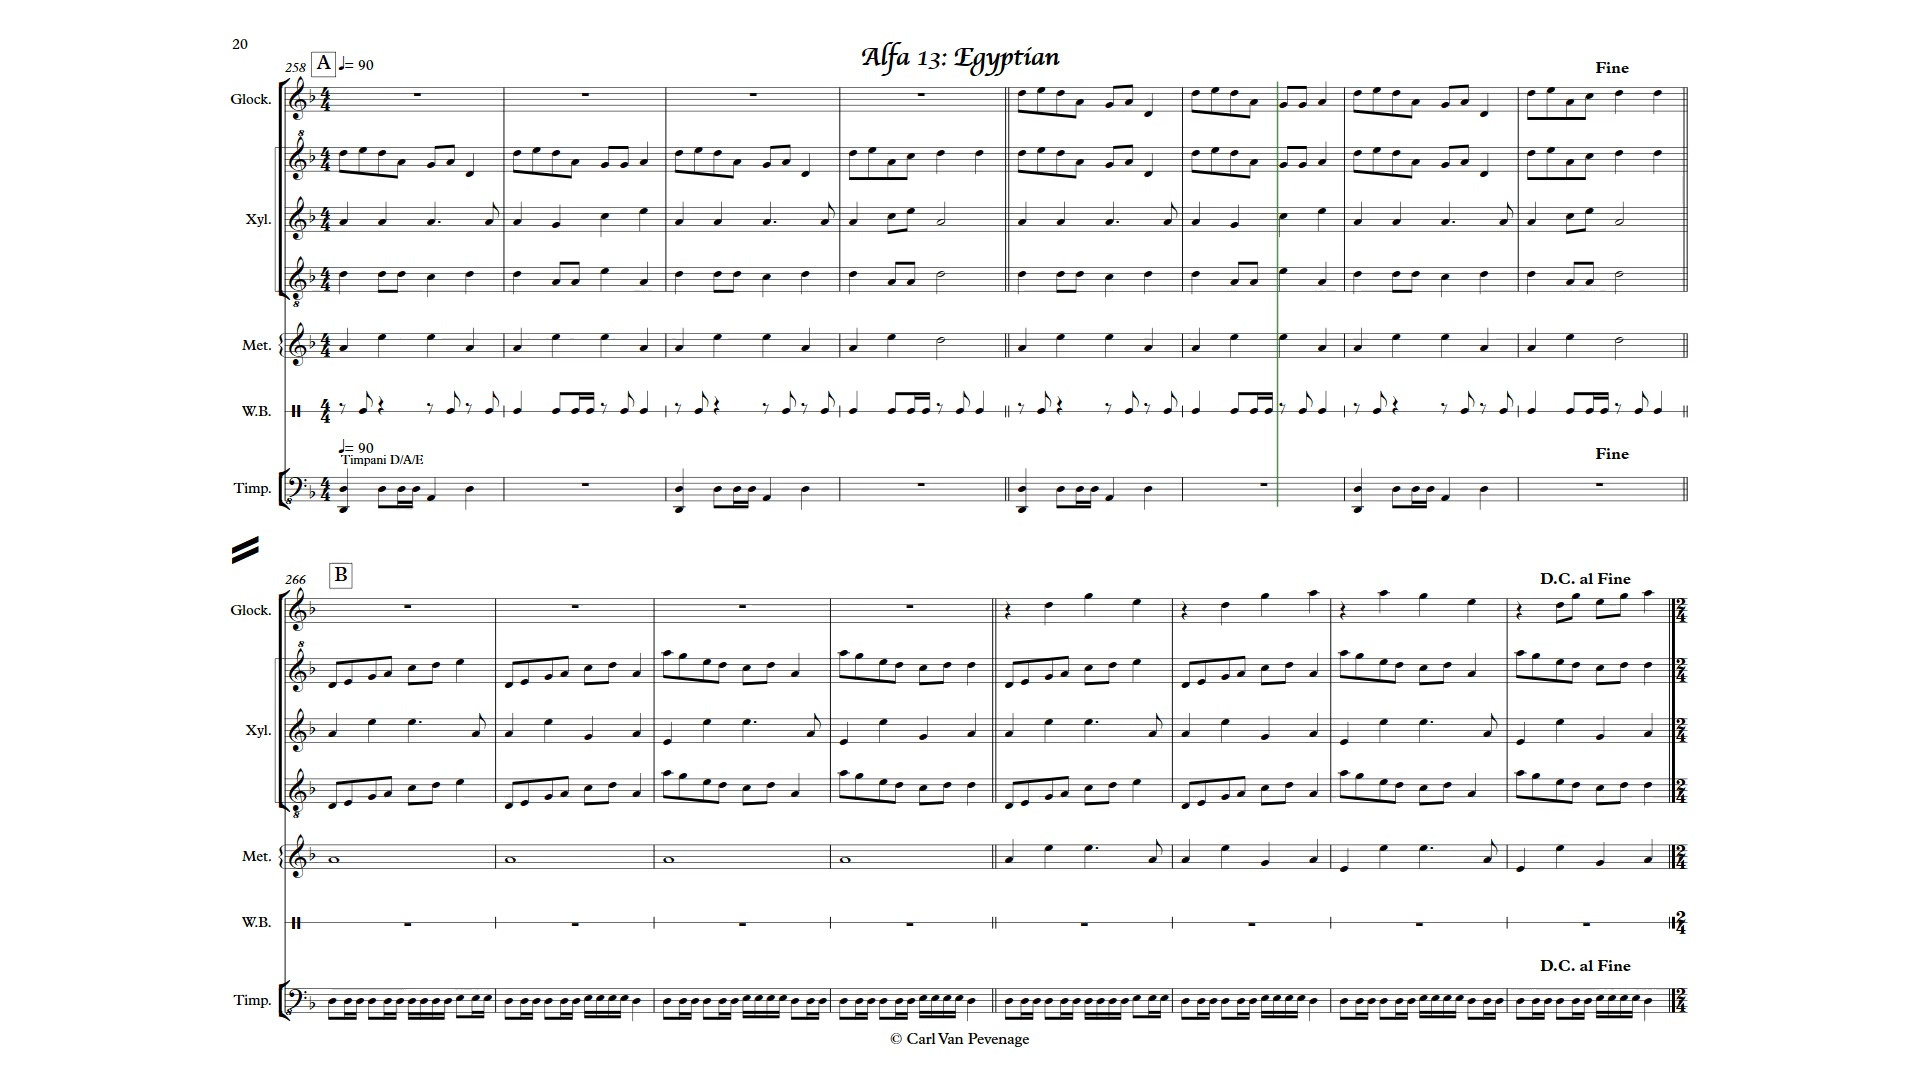 20
Alfa 13: Egyptian
258 A ♩= 90
Fine
Glock.
Xyl.
Met.
W.B.
♩= 90
Timpani D/A/E
Fine
Timp.
266 B
D.C. al Fine
Glock.
Xyl.
Met.
W.B.
D.C. al Fine
Timp.
© Carl Van Pevenage